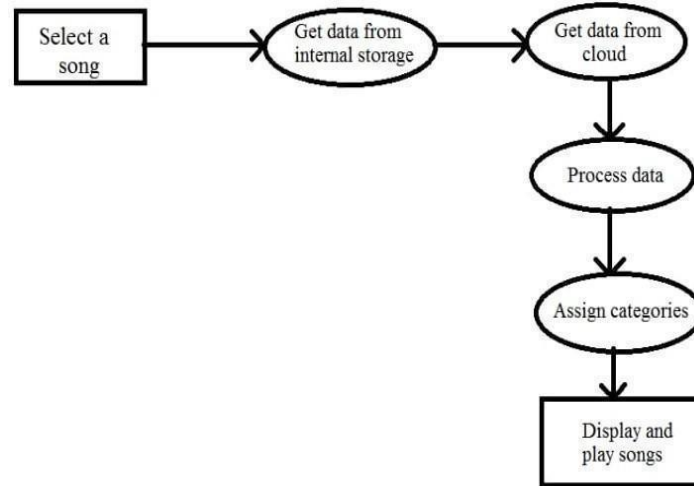 Select a
song
Get data from
internal storage
Get data from
cloud
Process data
Assign categories
Display and
play songs